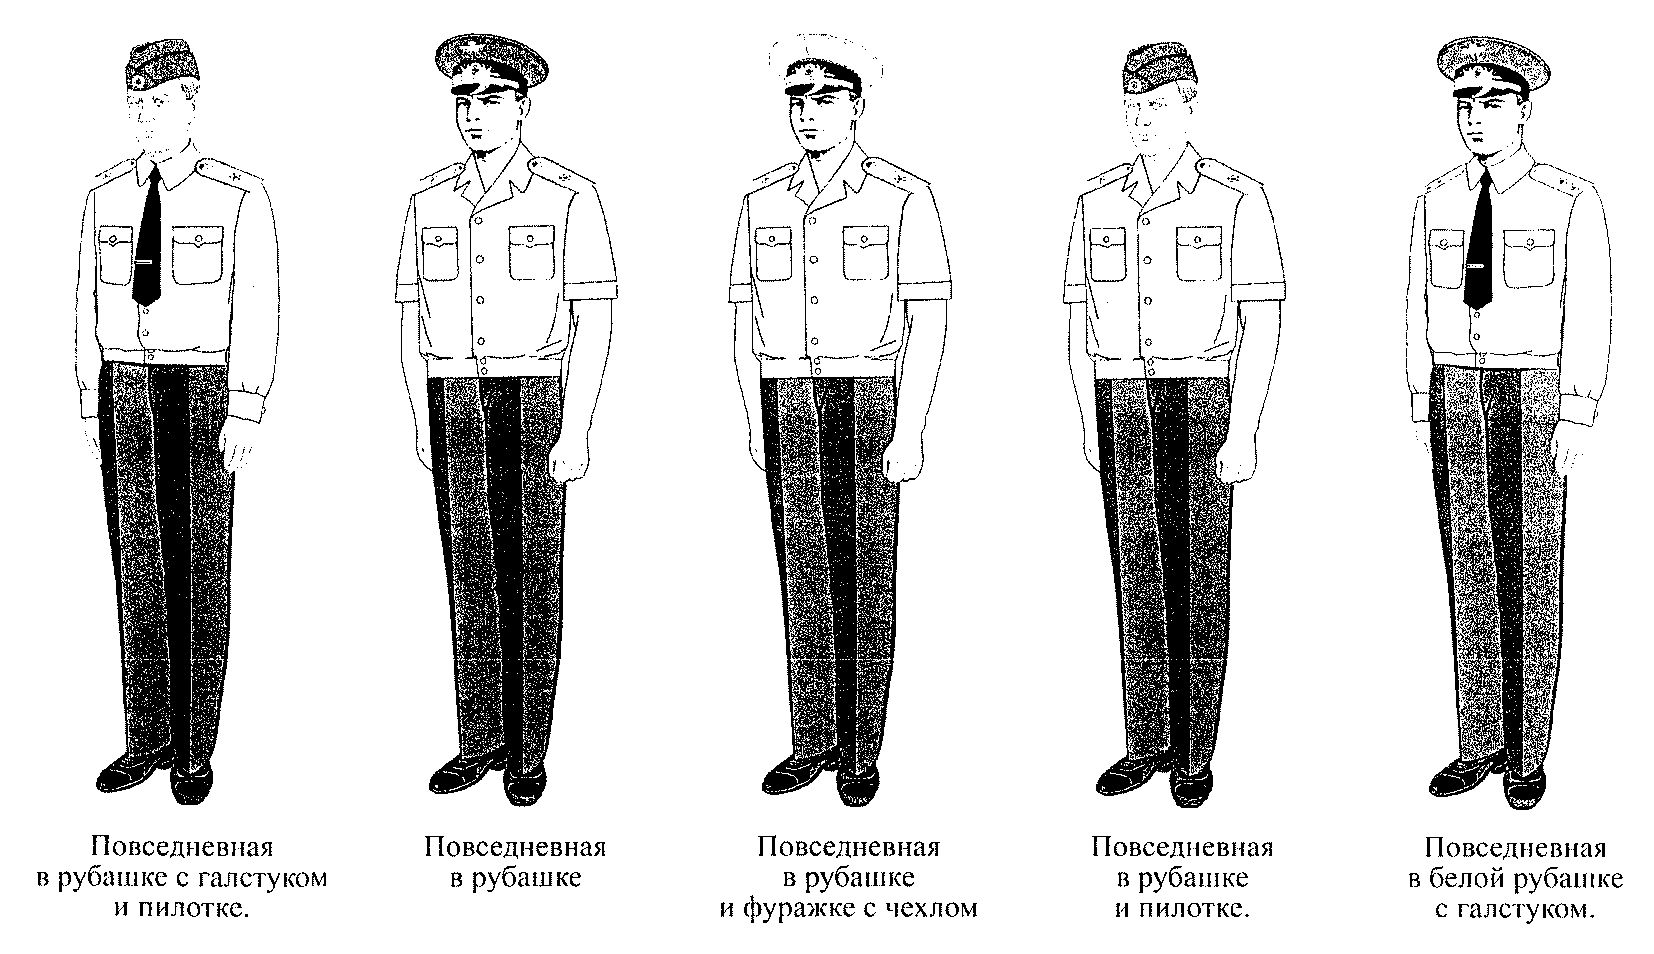 Повседневная
в рубашке с галстуком
и пилотке.
Повседневная
в рубашке
Повседневная
в рубашке
и фуражке с чехлом
Повседневная
в рубашке
и пилотке.
Повседневная
в белой рубашке
с галстуком.